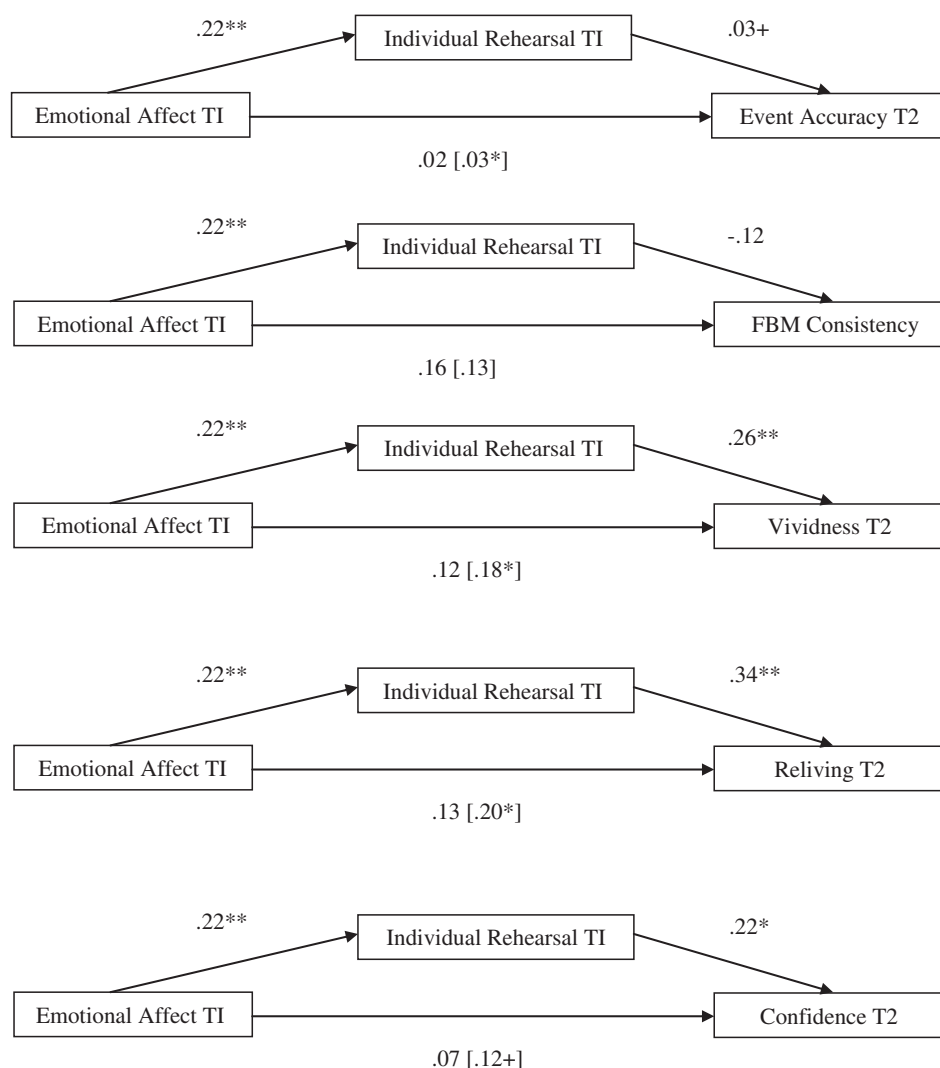 .22**
Individual Rehearsal TI
.03+
Emotional Affect TI
Event Accuracy T2
.02 [.03*]
.22**
Individual Rehearsal TI
-.12
Emotional Affect TI
FBM Consistency
.16 [.13]
.22**
Individual Rehearsal TI
.26**
Emotional Affect TI
Vividness T2
.12 [.18*]
.22**
Individual Rehearsal TI
.34**
Emotional Affect TI
Reliving T2
.13 [.20*]
.22**
Individual Rehearsal TI
.22*
Emotional Affect TI
Confidence T2
.07 [.12+]